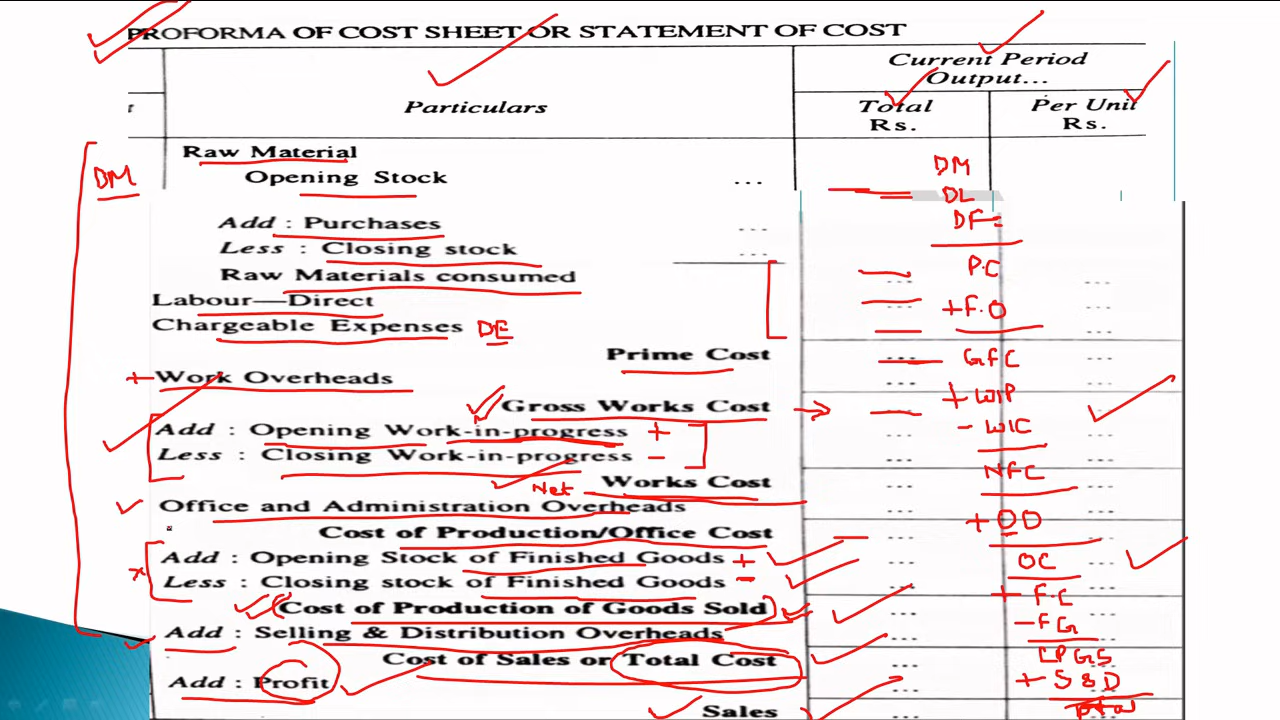 PROFORMA OF COST SHEET OR STATEMENT OF COST
Current Period
Output...
Particulars
Total
Rs.
Per Unit
Rs.
Raw Material
DM
Opening Stock ...
DM
DL
Add : Purchases ...
DF
Less : Closing stock ...
Raw Materials consumed
P.C
... ...
Labour—Direct
... +F.O ...
Chargeable Expenses DE
... ...
Prime Cost ... GFC ...
+ Work Overheads ... ...
+ WIP
Gross Works Cost → ... ...
Add : Opening Work-in-progress + ... - WIC ...
Less : Closing Work-in-progress - ... ...
NFC
Net Works Cost ... ...
Office and Administration Overheads ... + OO ...
Cost of Production/Office Cost ... ...
Add : Opening Stock of Finished Goods + ... OC ...
Less : Closing stock of Finished Goods - ... ...
+ F.C
(Cost of Production of Goods Sold) ... ...
-FG
Add : Selling & Distribution Overheads ... ...
Cost of Sales or Total Cost ... CPGS ...
Add : Profit ... + S&D ...
Sales ... ...